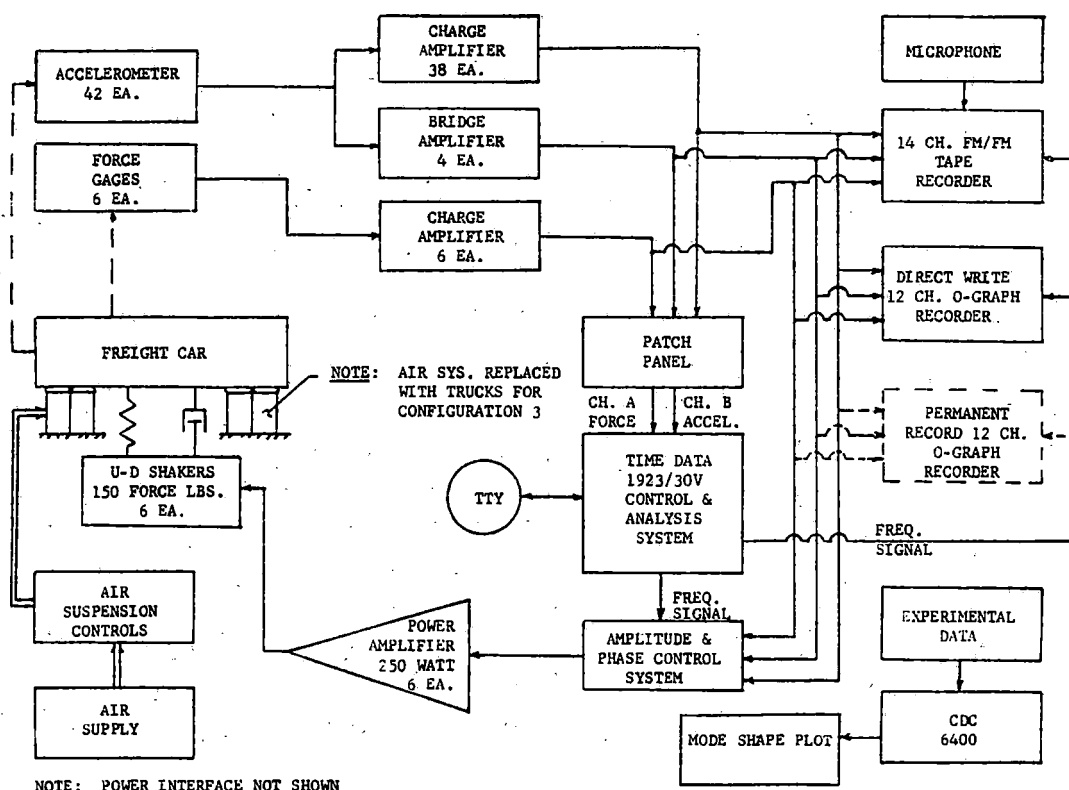 CHARGE
AMPLIFIER
38 EA.
MICROPHONE
ACCELEROMETER
42 EA.
BRIDGE
AMPLIFIER
4 EA.
14 CH. FM/FM
TAPE
RECORDER
FORCE
GAGES
6 EA.
CHARGE
AMPLIFIER
6 EA.
DIRECT WRITE
12 CH. O-GRAPH
RECORDER
FREIGHT CAR
PATCH
PANEL
NOTE: AIR SYS. REPLACED
WITH TRUCKS FOR
CONFIGURATION 3
CH. A
FORCE
CH. B
ACCEL.
PERMANENT
RECORD 12 CH.
O-GRAPH
RECORDER
U-D SHAKERS
150 FORCE LBS.
6 EA.
TTY
TIME DATA
1923/30V
CONTROL &
ANALYSIS
SYSTEM
FREQ.
SIGNAL
AIR
SUSPENSION
CONTROLS
FREQ.
SIGNAL
POWER
AMPLIFIER
250 WATT
6 EA.
AMPLITUDE &
PHASE CONTROL
SYSTEM
EXPERIMENTAL
DATA
AIR
SUPPLY
MODE SHAPE PLOT
CDC
6400
NOTE: POWER INTERFACE NOT SHOWN